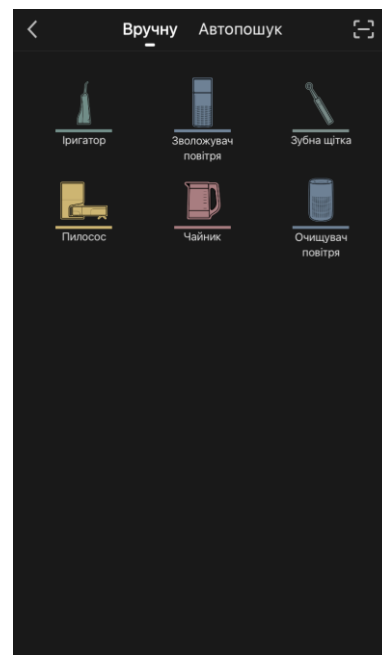 Вручну Автопошук
Іригатор
Зволожувач
повітря
Зубна щітка
Пилосос
Чайник
Очищувач
повітря